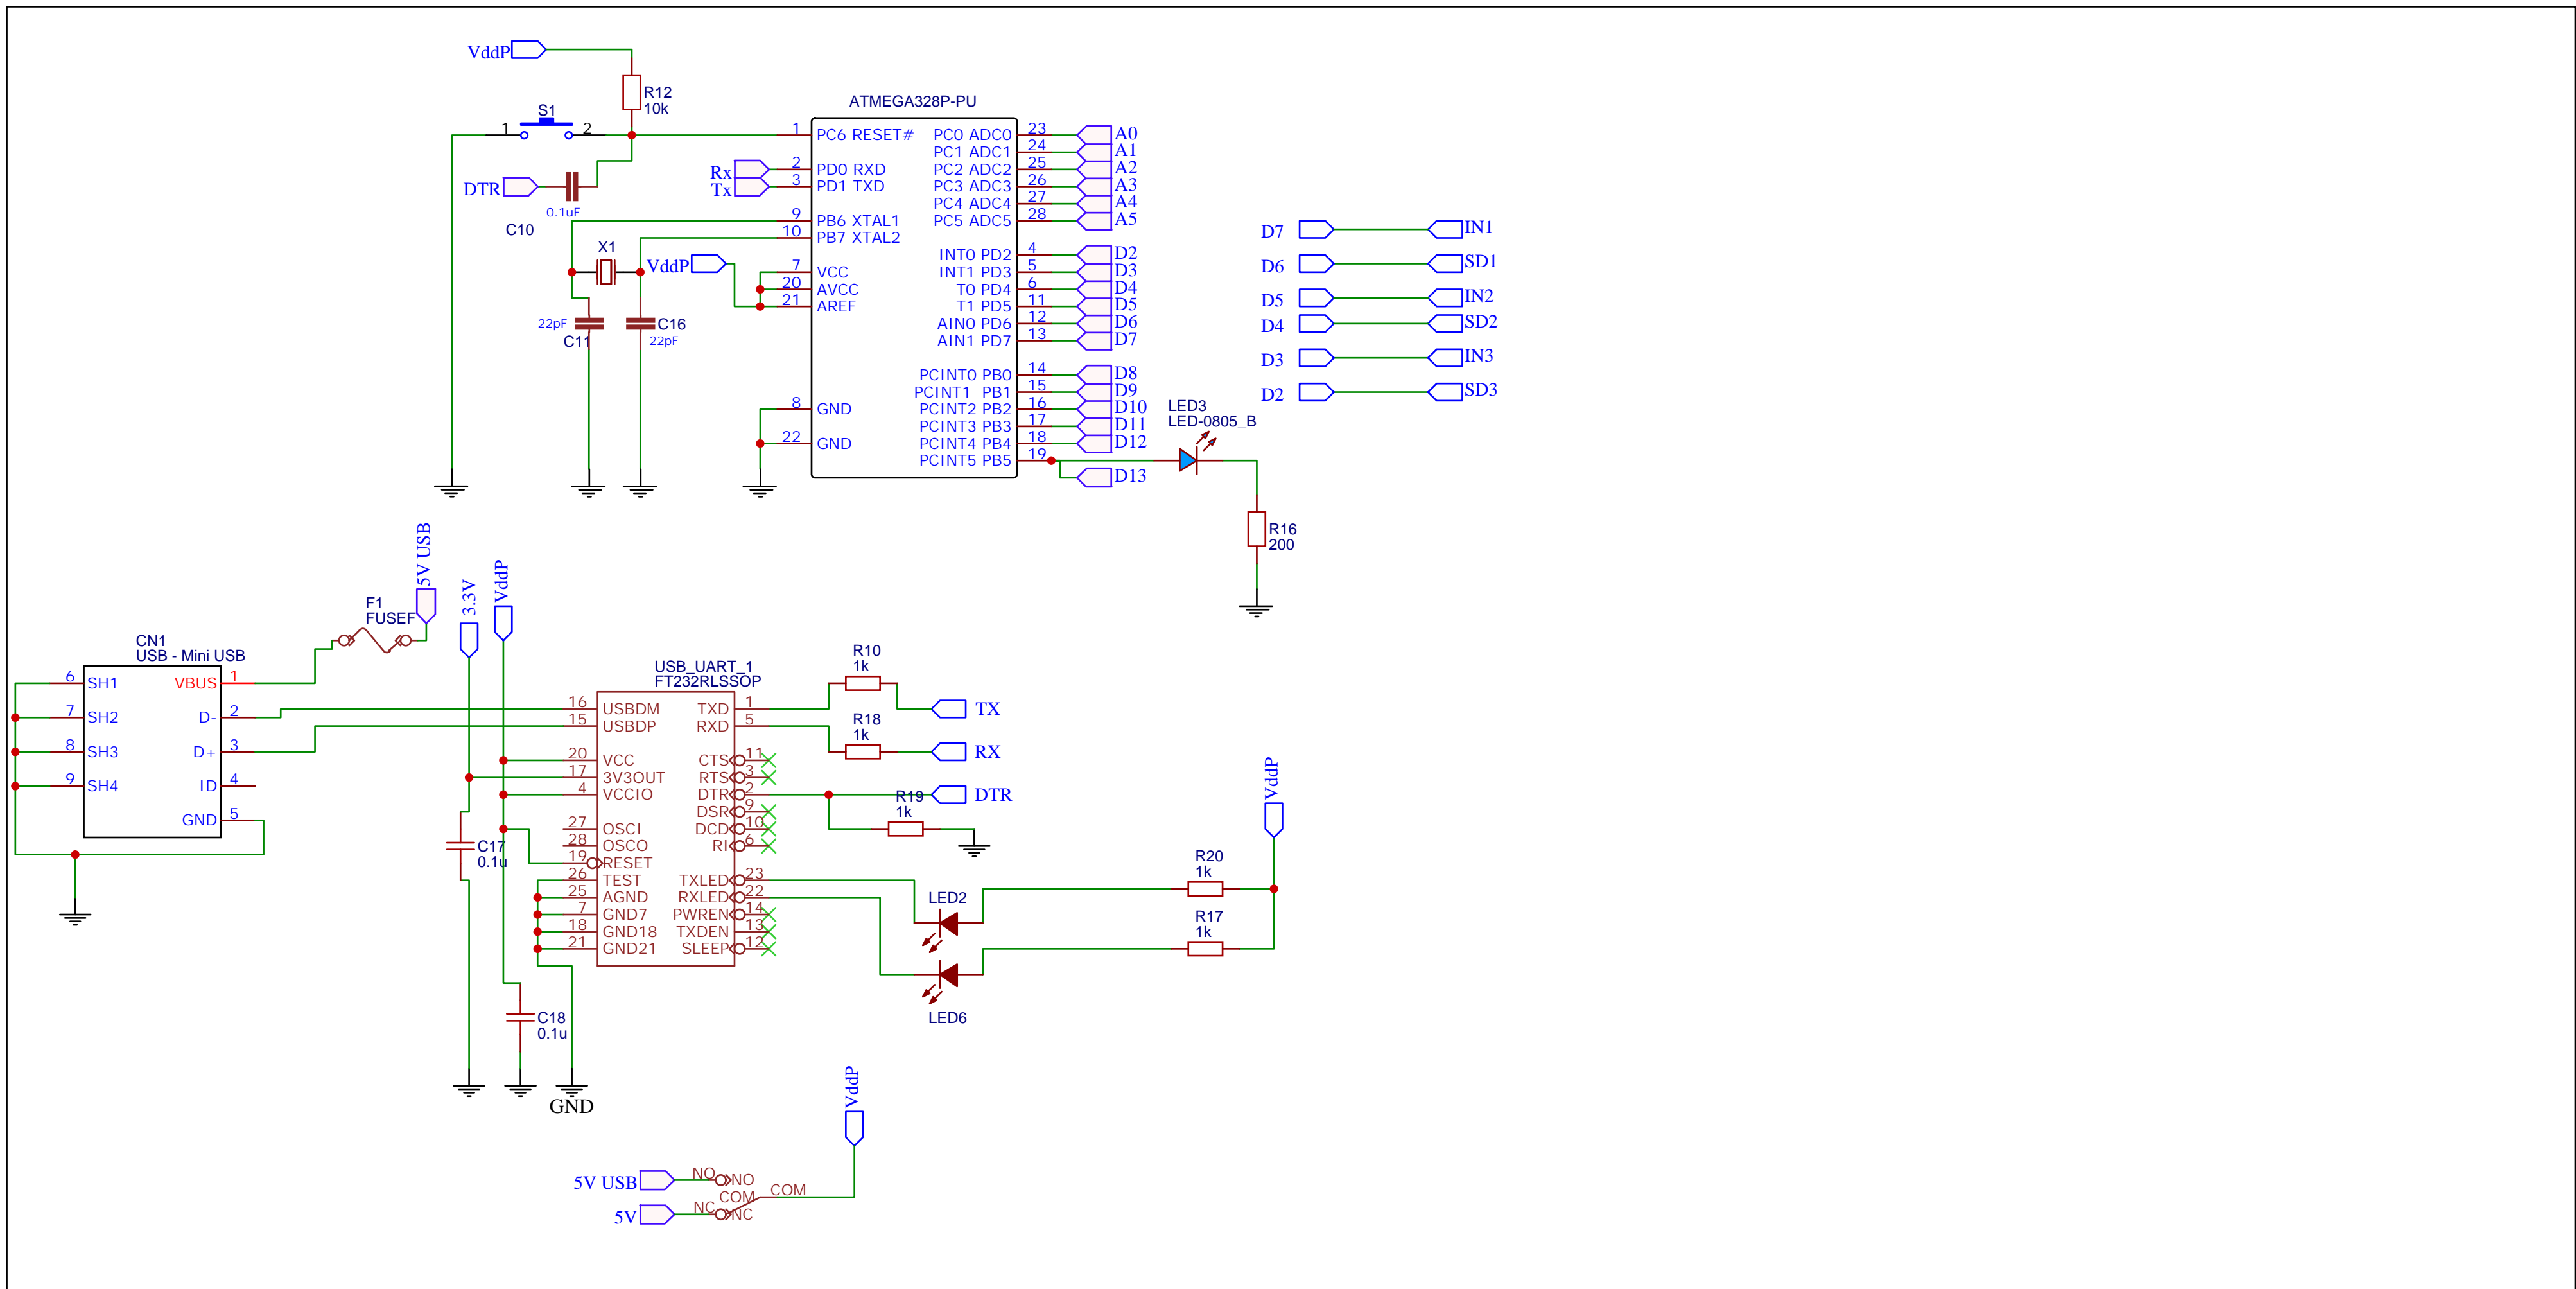 VddP
R12
10k
S1
1
2
DTR
0.1uF
C10
X1
22pF
C11
C16
22pF
VddP
Rx
Tx
ATMEGA328P-PU
1 PC6 RESET#
2 PD0 RXD
3 PD1 TXD
9 PB6 XTAL1
10 PB7 XTAL2
7 VCC
20 AVCC
21 AREF
8 GND
22 GND
PC0 ADC0 23 A0
PC1 ADC1 24 A1
PC2 ADC2 25 A2
PC3 ADC3 26 A3
PC4 ADC4 27 A4
PC5 ADC5 28 A5
INT0 PD2 4 D2
INT1 PD3 5 D3
T0 PD4 6 D4
T1 PD5 11 D5
AIN0 PD6 12 D6
AIN1 PD7 13 D7
PCINT0 PB0 14 D8
PCINT1 PB1 15 D9
PCINT2 PB2 16 D10
PCINT3 PB3 17 D11
PCINT4 PB4 18 D12
PCINT5 PB5 19
D13
LED3
LED-0805_B
R16
200
D7 IN1
D6 SD1
D5 IN2
D4 SD2
D3 IN3
D2 SD3
5V USB
F1
FUSEF
3.3V
VddP
CN1
USB - Mini USB
6 SH1 VBUS 1
7 SH2 D- 2
8 SH3 D+ 3
9 SH4 ID 4
GND 5
C17
0.1u
C18
0.1u
GND
USB_UART_1
FT232RLSSOP
16 USBDM TXD 1
15 USBDP RXD 5
20 VCC CTS 11
17 3V3OUT RTS 3
4 VCCIO DTR 2
DSR 9
27 OSCI DCD 10
28 OSCO RI 6
19 RESET
26 TEST TXLED 23
25 AGND RXLED 22
7 GND7 PWREN 14
18 GND18 TXDEN 13
21 GND21 SLEEP 12
R10
1k
TX
R18
1k
RX
DTR
R19
1k
LED2
LED6
VddP
R20
1k
R17
1k
VddP
5V USB NO NO
COM COM
5V NC NC